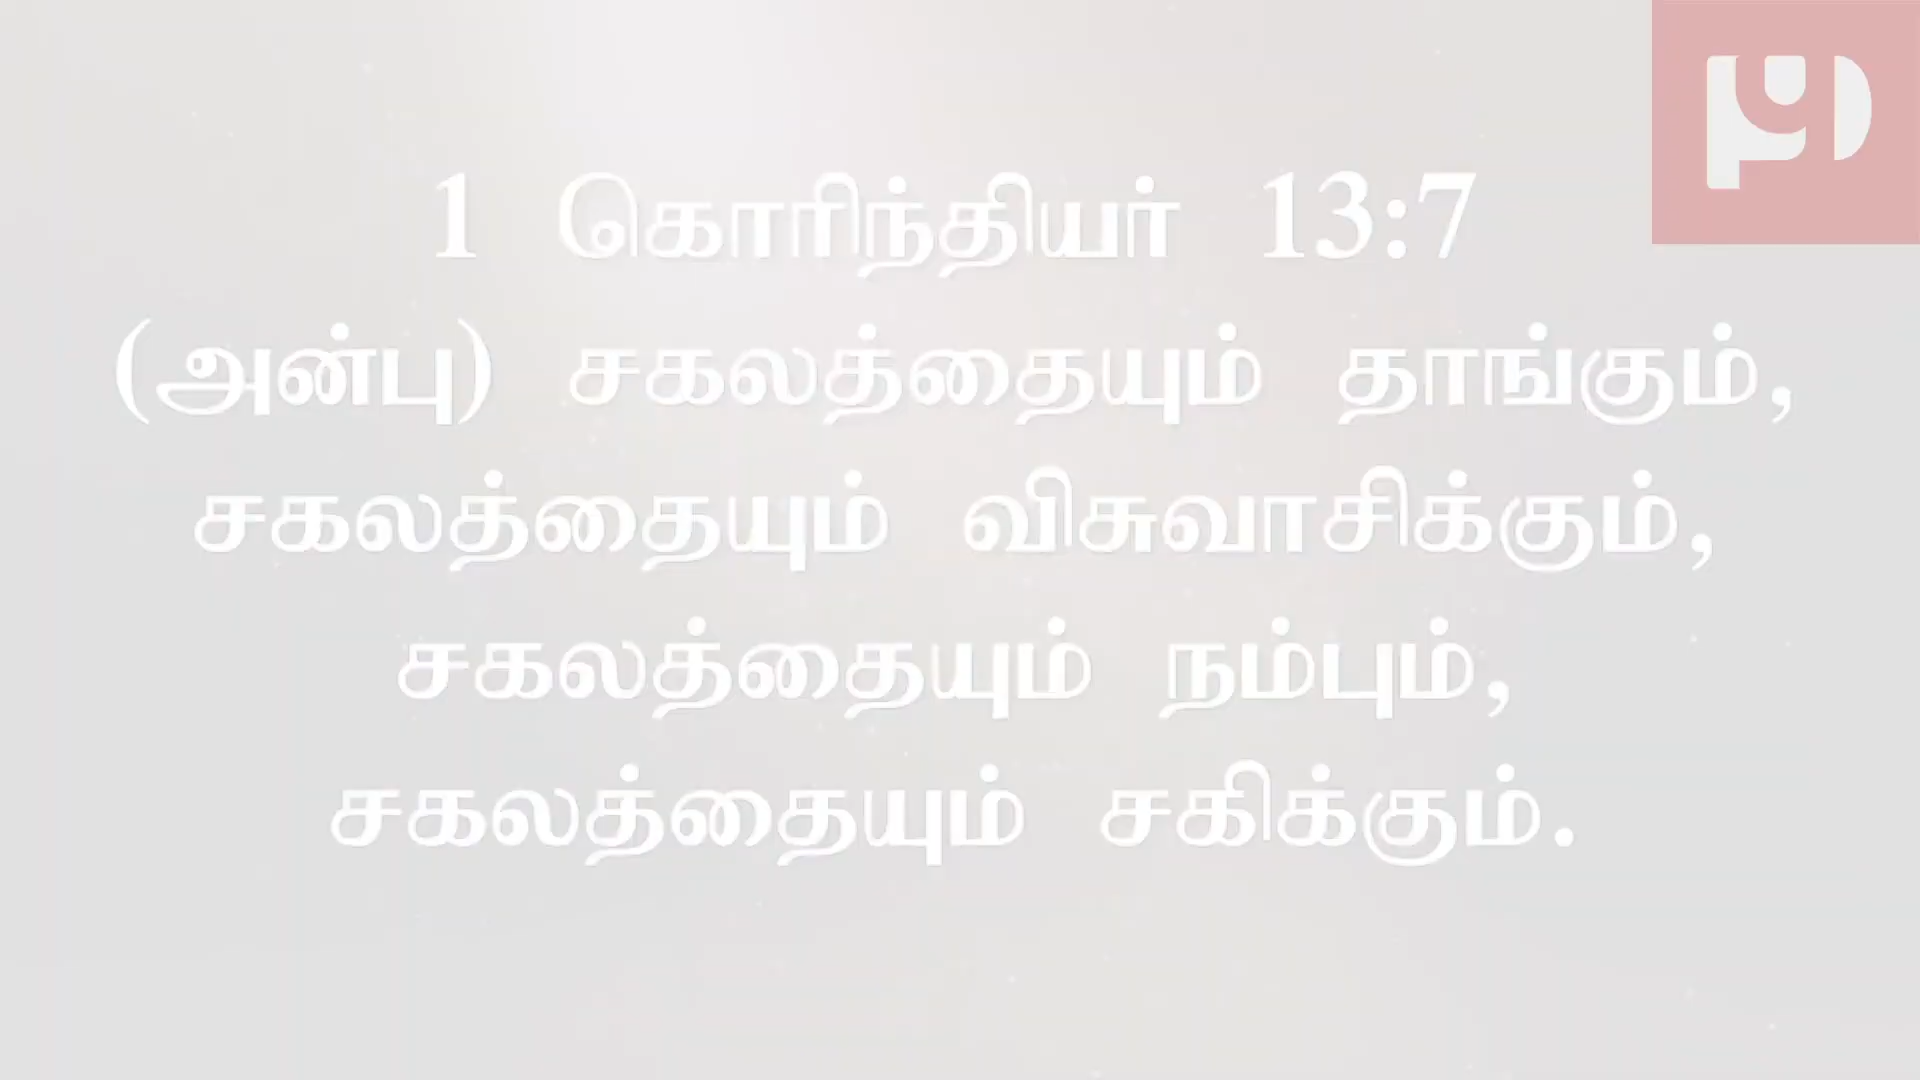 1 கொரிந்தியர் 13:7
(அன்பு) சகலத்தையும் தாங்கும்,
சகலத்தையும் விசுவாசிக்கும்,
சகலத்தையும் நம்பும்,
சகலத்தையும் சகிக்கும்.